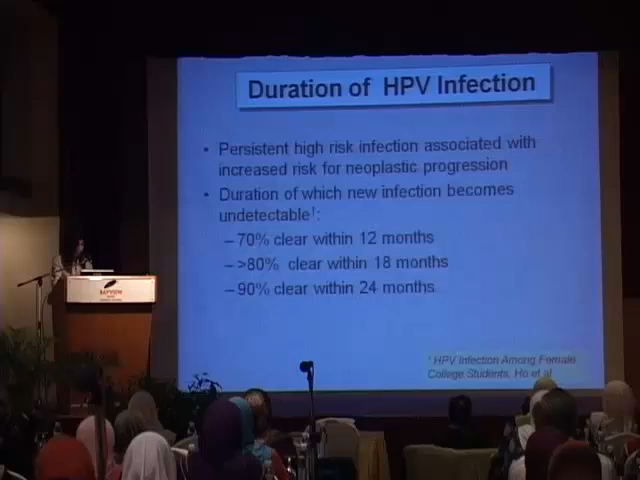 Duration of HPV Infection
• Persistent high risk infection associated with
increased risk for neoplastic progression
• Duration of which new infection becomes
undetectable¹:
– 70% clear within 12 months
– >80% clear within 18 months
– 90% clear within 24 months
¹ HPV Infection Among Female
College Students, Ho et al
BAYVIEW